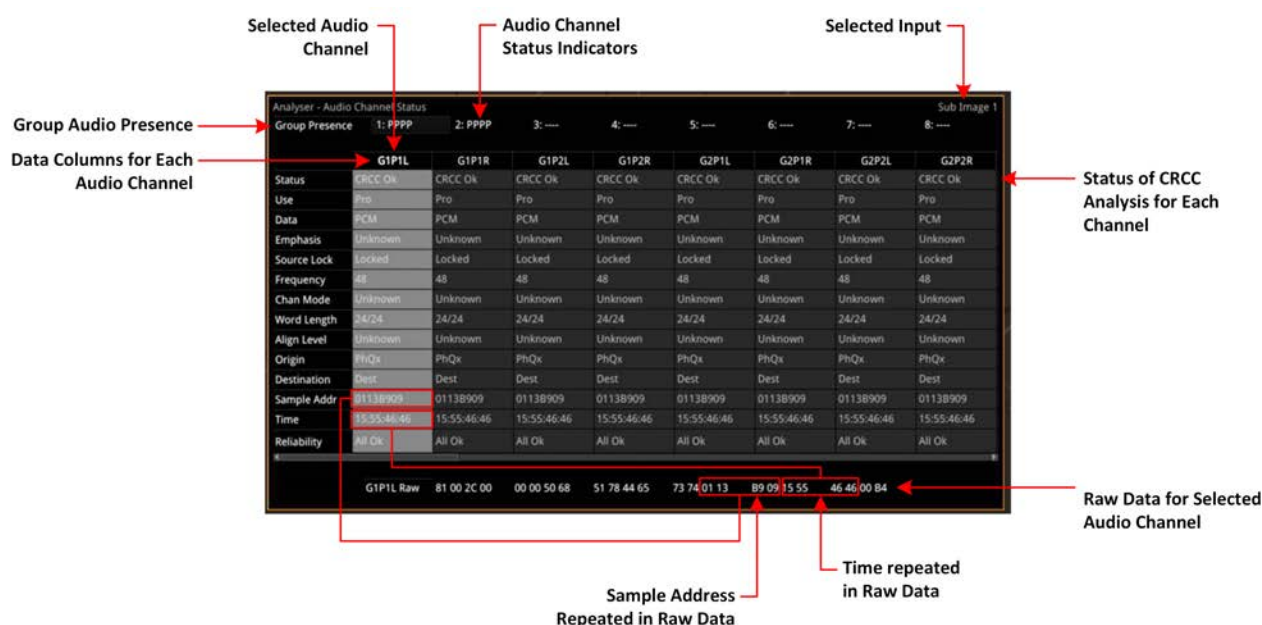 Selected Audio
Channel
Audio Channel
Status Indicators
Selected Input
Group Audio Presence
Data Columns for Each
Audio Channel
Analyser - Audio Channel Status Sub Image 1
Group Presence 1: PPPP 2: PPPP 3: ---- 4: ---- 5: ---- 6: ---- 7: ---- 8: ----
G1P1L G1P1R G1P2L G1P2R G2P1L G2P1R G2P2L G2P2R
Status CRCC Ok CRCC Ok CRCC Ok CRCC Ok CRCC Ok CRCC Ok CRCC Ok CRCC Ok
Use Pro Pro Pro Pro Pro Pro Pro Pro
Data PCM PCM PCM PCM PCM PCM PCM PCM
Emphasis Unknown Unknown Unknown Unknown Unknown Unknown Unknown Unknown
Source Lock Locked Locked Locked Locked Locked Locked Locked Locked
Frequency 48 48 48 48 48 48 48 48
Chan Mode Unknown Unknown Unknown Unknown Unknown Unknown Unknown Unknown
Word Length 24/24 24/24 24/24 24/24 24/24 24/24 24/24 24/24
Align Level Unknown Unknown Unknown Unknown Unknown Unknown Unknown Unknown
Origin PhQx PhQx PhQx PhQx PhQx PhQx PhQx PhQx
Destination Dest Dest Dest Dest Dest Dest Dest Dest
Sample Addr 0113B909 0113B909 0113B909 0113B909 0113B909 0113B909 0113B909 0113B909
Time 15:55:46:46 15:55:46:46 15:55:46:46 15:55:46:46 15:55:46:46 15:55:46:46 15:55:46:46 15:55:46:46
Reliability All Ok All Ok All Ok All Ok All Ok All Ok All Ok All Ok
G1P1L Raw 81 00 2C 00 00 00 50 68 51 78 44 65 73 74 01 13 B9 09 15 55 46 46 00 B4
Status of CRCC
Analysis for Each
Channel
Raw Data for Selected
Audio Channel
Time repeated
in Raw Data
Sample Address
Repeated in Raw Data